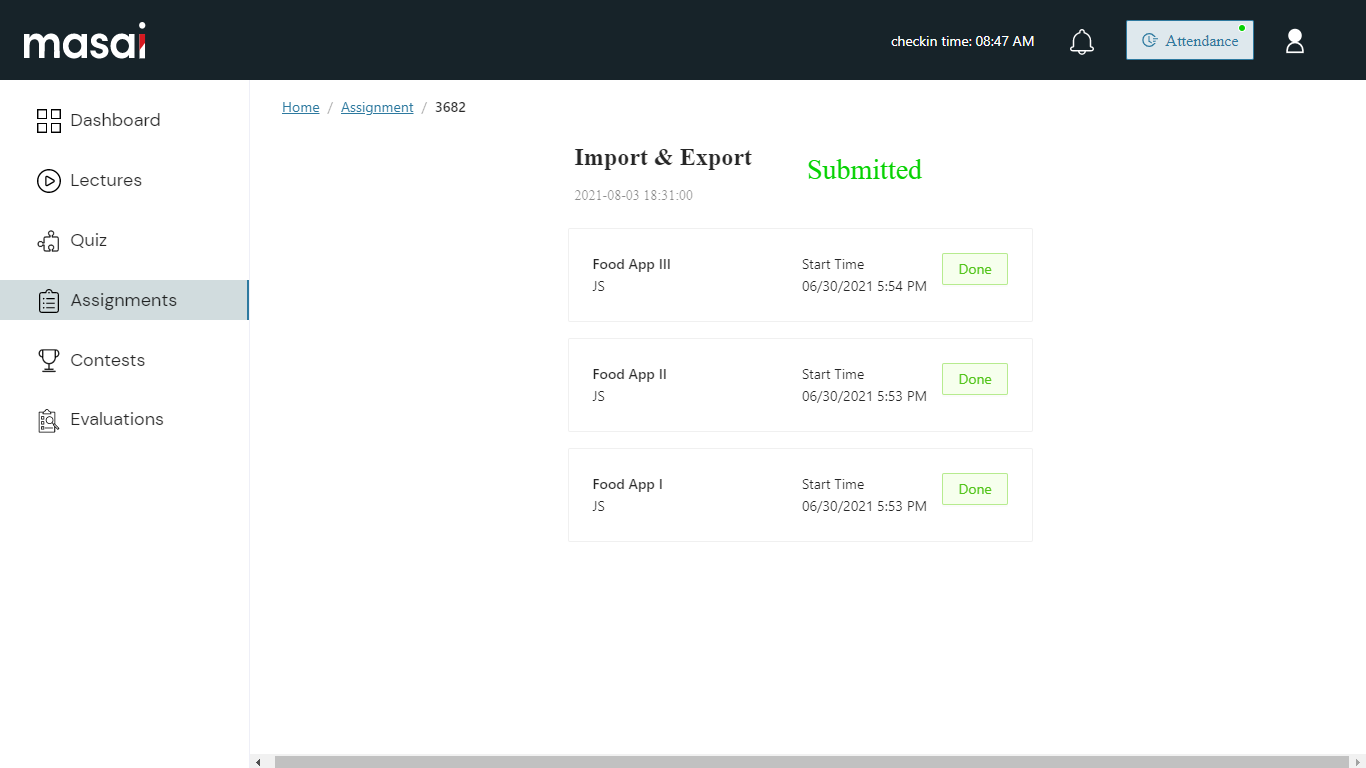 masai
checkin time: 08:47 AM
Attendance
Dashboard
Lectures
Quiz
Assignments
Contests
Evaluations
Home / Assignment / 3682
Import & Export
Submitted
2021-08-03 18:31:00
Food App III
Start Time
Done
JS
06/30/2021 5:54 PM
Food App II
Start Time
Done
JS
06/30/2021 5:53 PM
Food App I
Start Time
Done
JS
06/30/2021 5:53 PM